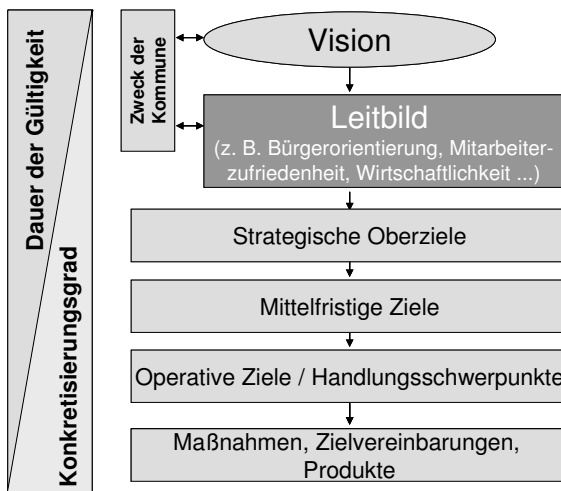 Dauer der Gültigkeit
Konkretisierungsgrad
Zweck der
Kommune
Vision
Leitbild
(z. B. Bürgerorientierung, Mitarbeiter-
zufriedenheit, Wirtschaftlichkeit ...)
Strategische Oberziele
Mittelfristige Ziele
Operative Ziele / Handlungsschwerpunkte
Maßnahmen, Zielvereinbarungen,
Produkte